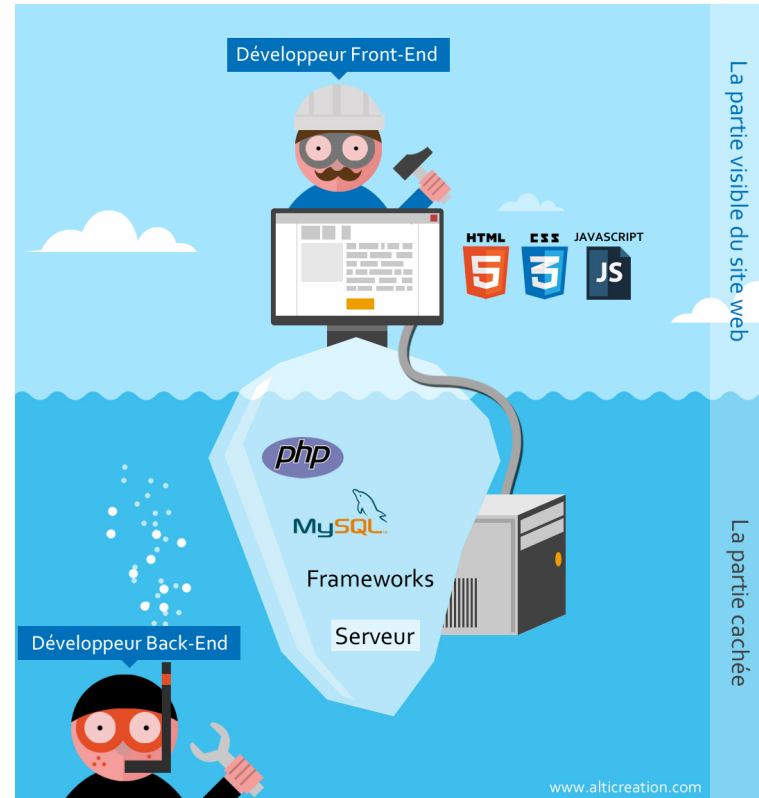 Développeur Front-End
HTML
5
CSS
3
JAVASCRIPT
JS
La partie visible du site web
php
MySQL
Frameworks
Serveur
La partie cachée
Développeur Back-End
www.alticreation.com